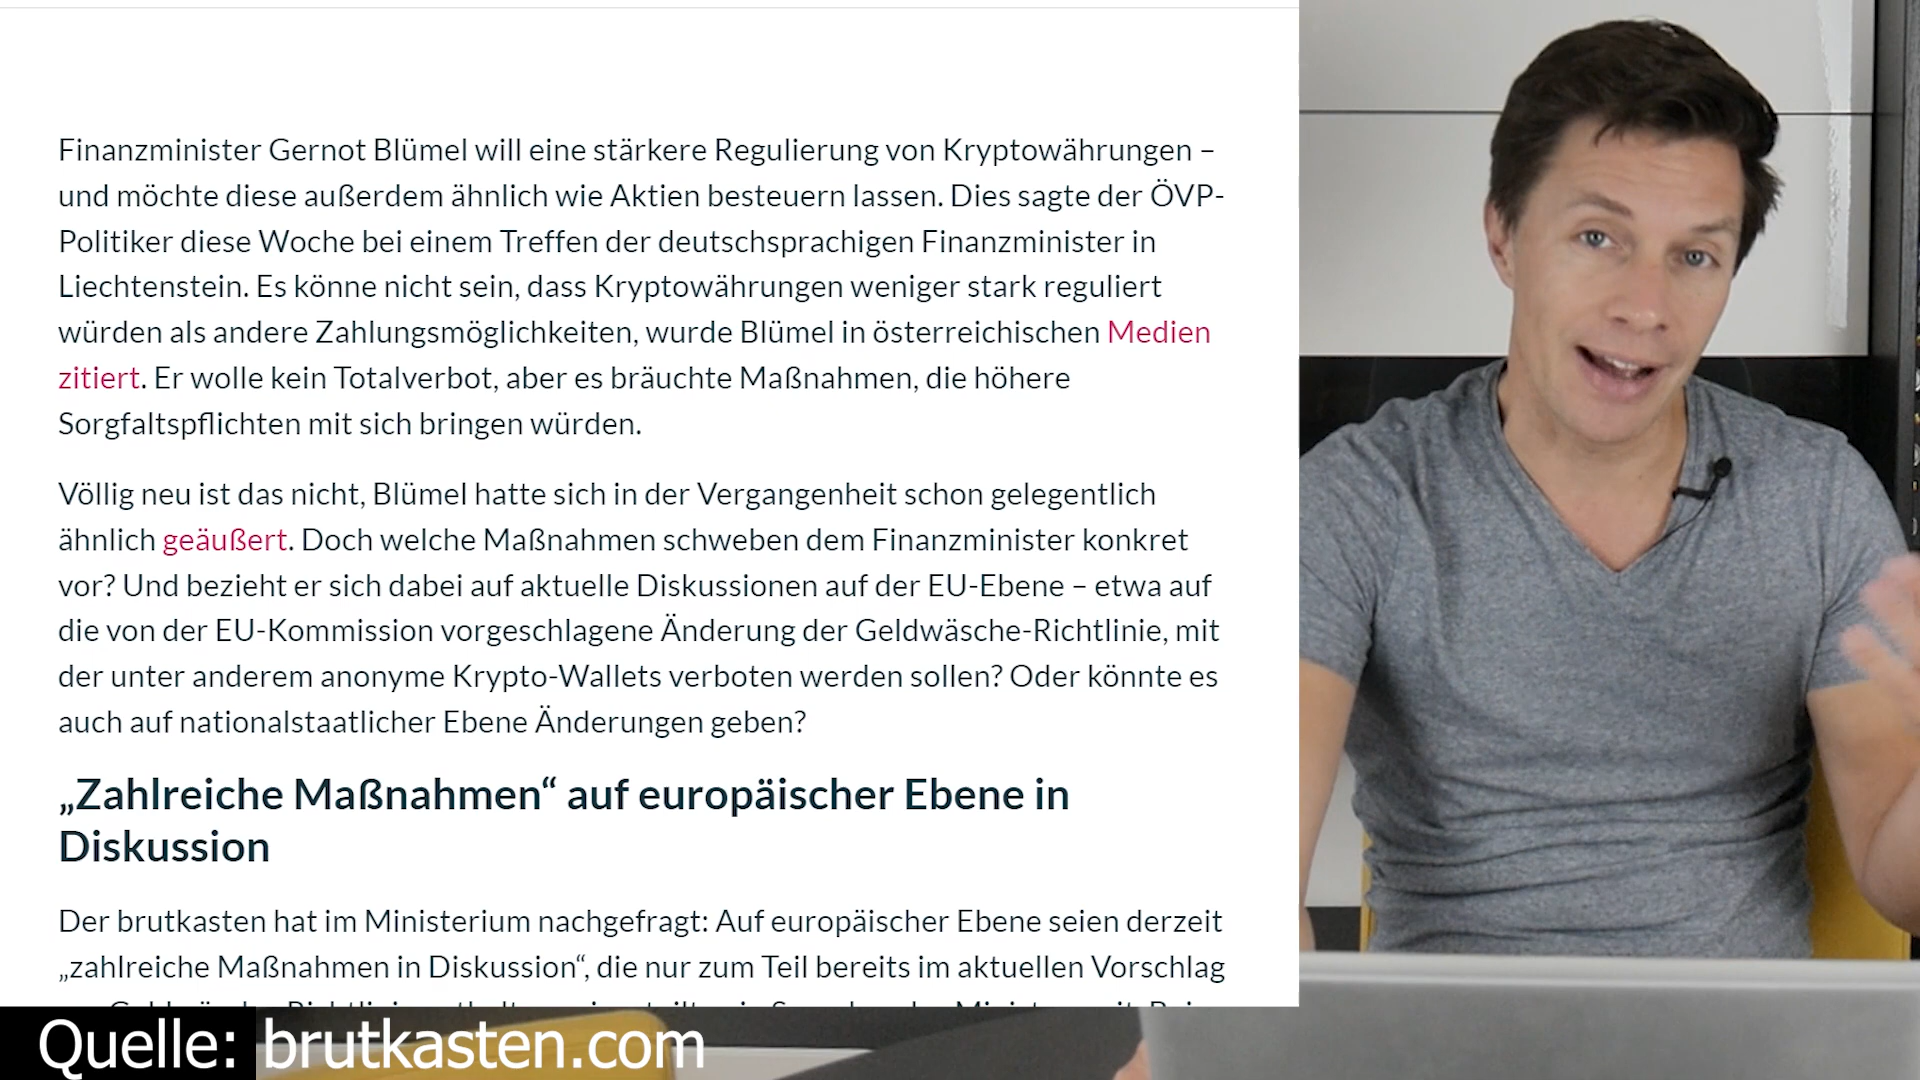 Finanzminister Gernot Blümel will eine stärkere Regulierung von Kryptowährungen –
und möchte diese außerdem ähnlich wie Aktien besteuern lassen. Dies sagte der ÖVP-
Politiker diese Woche bei einem Treffen der deutschsprachigen Finanzminister in
Liechtenstein. Es könne nicht sein, dass Kryptowährungen weniger stark reguliert
würden als andere Zahlungsmöglichkeiten, wurde Blümel in österreichischen Medien
zitiert. Er wolle kein Totalverbot, aber es bräuchte Maßnahmen, die höhere
Sorgfaltspflichten mit sich bringen würden.
Völlig neu ist das nicht, Blümel hatte sich in der Vergangenheit schon gelegentlich
ähnlich geäußert. Doch welche Maßnahmen schweben dem Finanzminister konkret
vor? Und bezieht er sich dabei auf aktuelle Diskussionen auf der EU-Ebene – etwa auf
die von der EU-Kommission vorgeschlagene Änderung der Geldwäsche-Richtlinie, mit
der unter anderem anonyme Krypto-Wallets verboten werden sollen? Oder könnte es
auch auf nationalstaatlicher Ebene Änderungen geben?
„Zahlreiche Maßnahmen“ auf europäischer Ebene in
Diskussion
Der brutkasten hat im Ministerium nachgefragt: Auf europäischer Ebene seien derzeit
„zahlreiche Maßnahmen in Diskussion“, die nur zum Teil bereits im aktuellen Vorschlag
Quelle: brutkasten.com